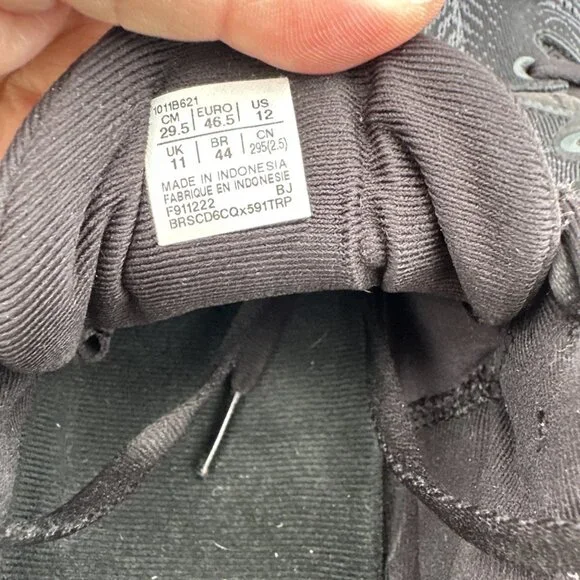 1011B621
CM EURO US
29.5 46.5 12
UK BR CN
11 44 295(2.5)
MADE IN INDONESIA
FABRIQUE EN INDONESIE
F911222 BJ
BRSCD6CQx591TRP